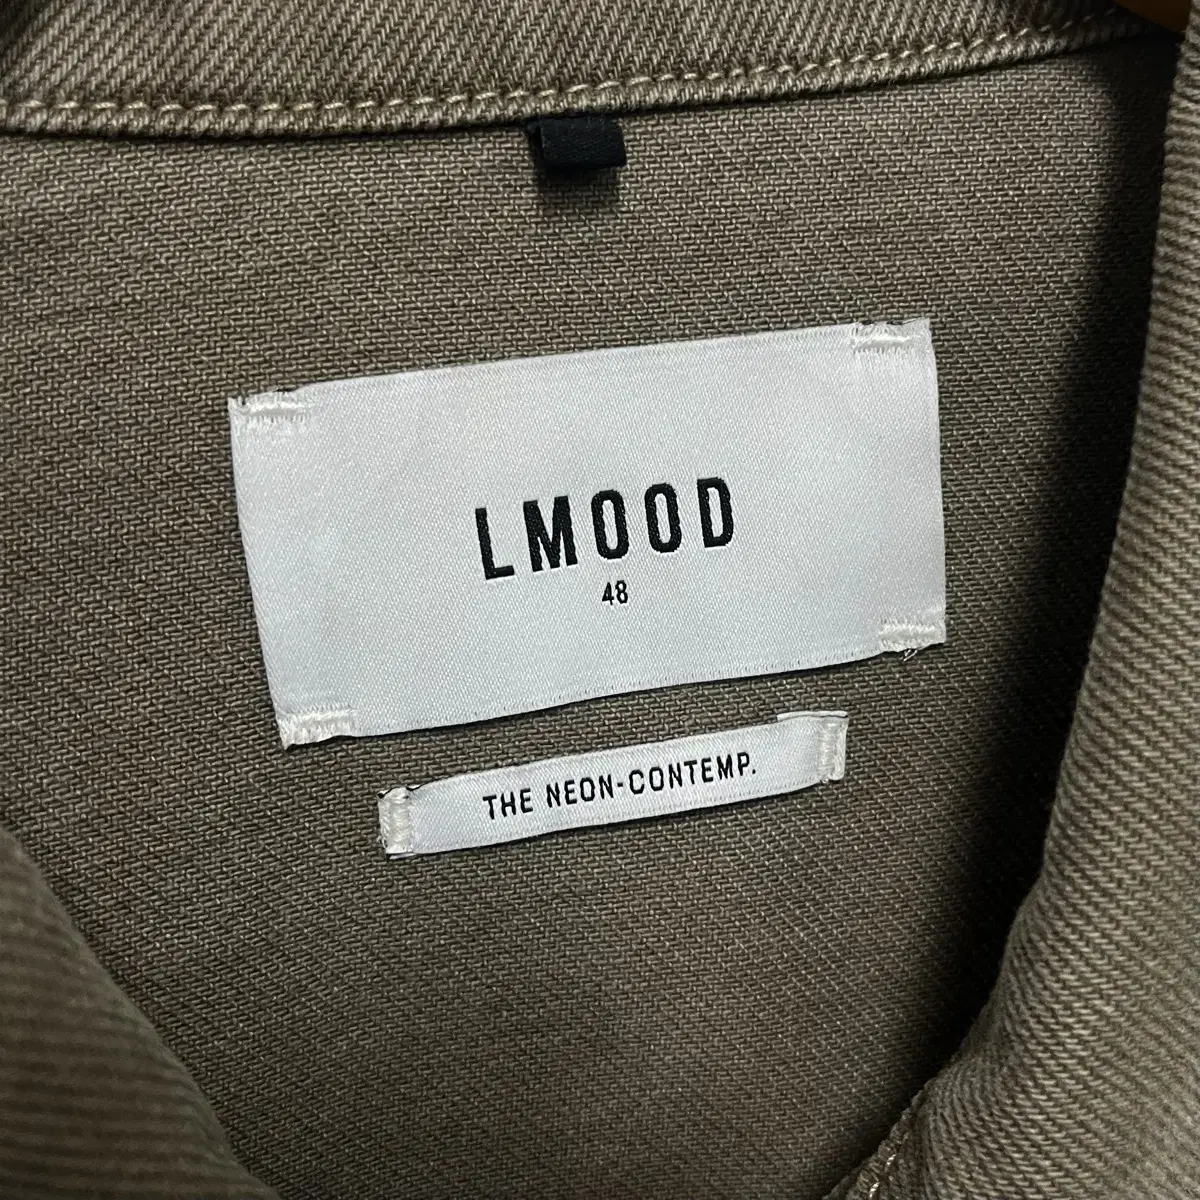 LMOOD
48
THE NEON-CONTEMP.